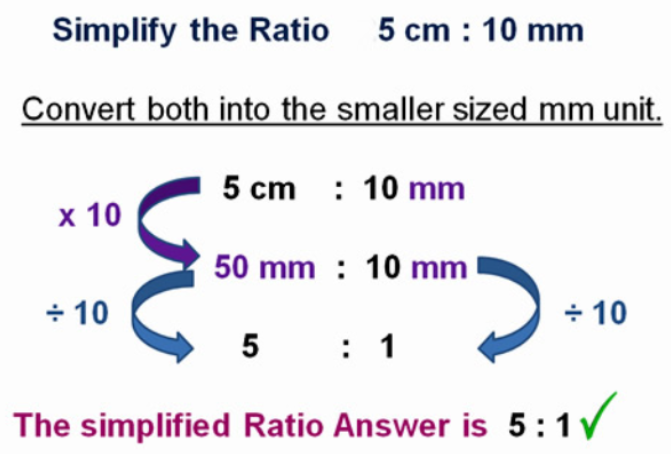 Simplify the Ratio 5 cm : 10 mm
Convert both into the smaller sized mm unit.
5 cm : 10 mm
x 10
50 mm : 10 mm
÷ 10 ÷ 10
5 : 1
The simplified Ratio Answer is 5 : 1 ✓